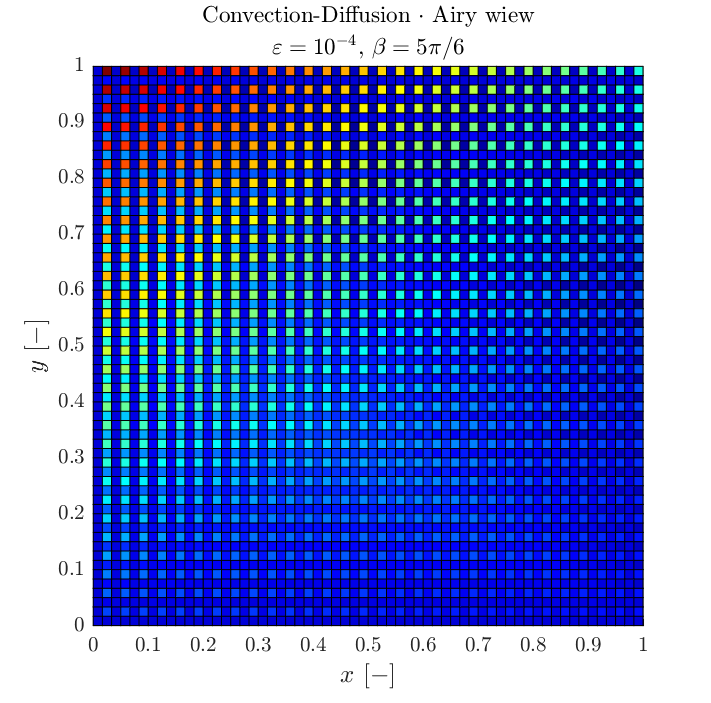 Convection-Diffusion · Airy wiew
ε = 10⁻⁴, β = 5π/6
1
0.9
0.8
0.7
0.6
0.5
0.4
0.3
0.2
0.1
0
y [−]
0 0.1 0.2 0.3 0.4 0.5 0.6 0.7 0.8 0.9 1
x [−]